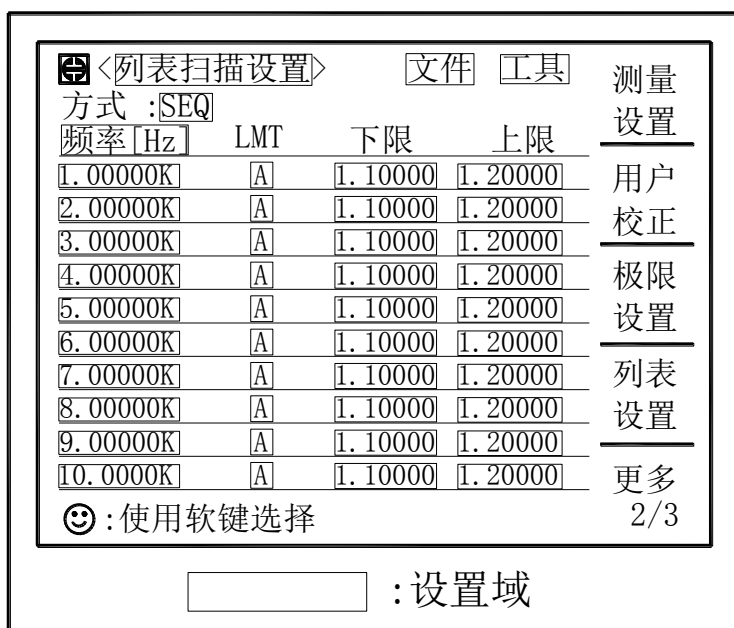 <列表扫描设置> 文件 工具
方式 :SEQ
频率[Hz] LMT 下限 上限
1.00000K A 1.10000 1.20000
2.00000K A 1.10000 1.20000
3.00000K A 1.10000 1.20000
4.00000K A 1.10000 1.20000
5.00000K A 1.10000 1.20000
6.00000K A 1.10000 1.20000
7.00000K A 1.10000 1.20000
8.00000K A 1.10000 1.20000
9.00000K A 1.10000 1.20000
10.0000K A 1.10000 1.20000
:使用软键选择
测量
设置
用户
校正
极限
设置
列表
设置
更多
2/3
:设置域